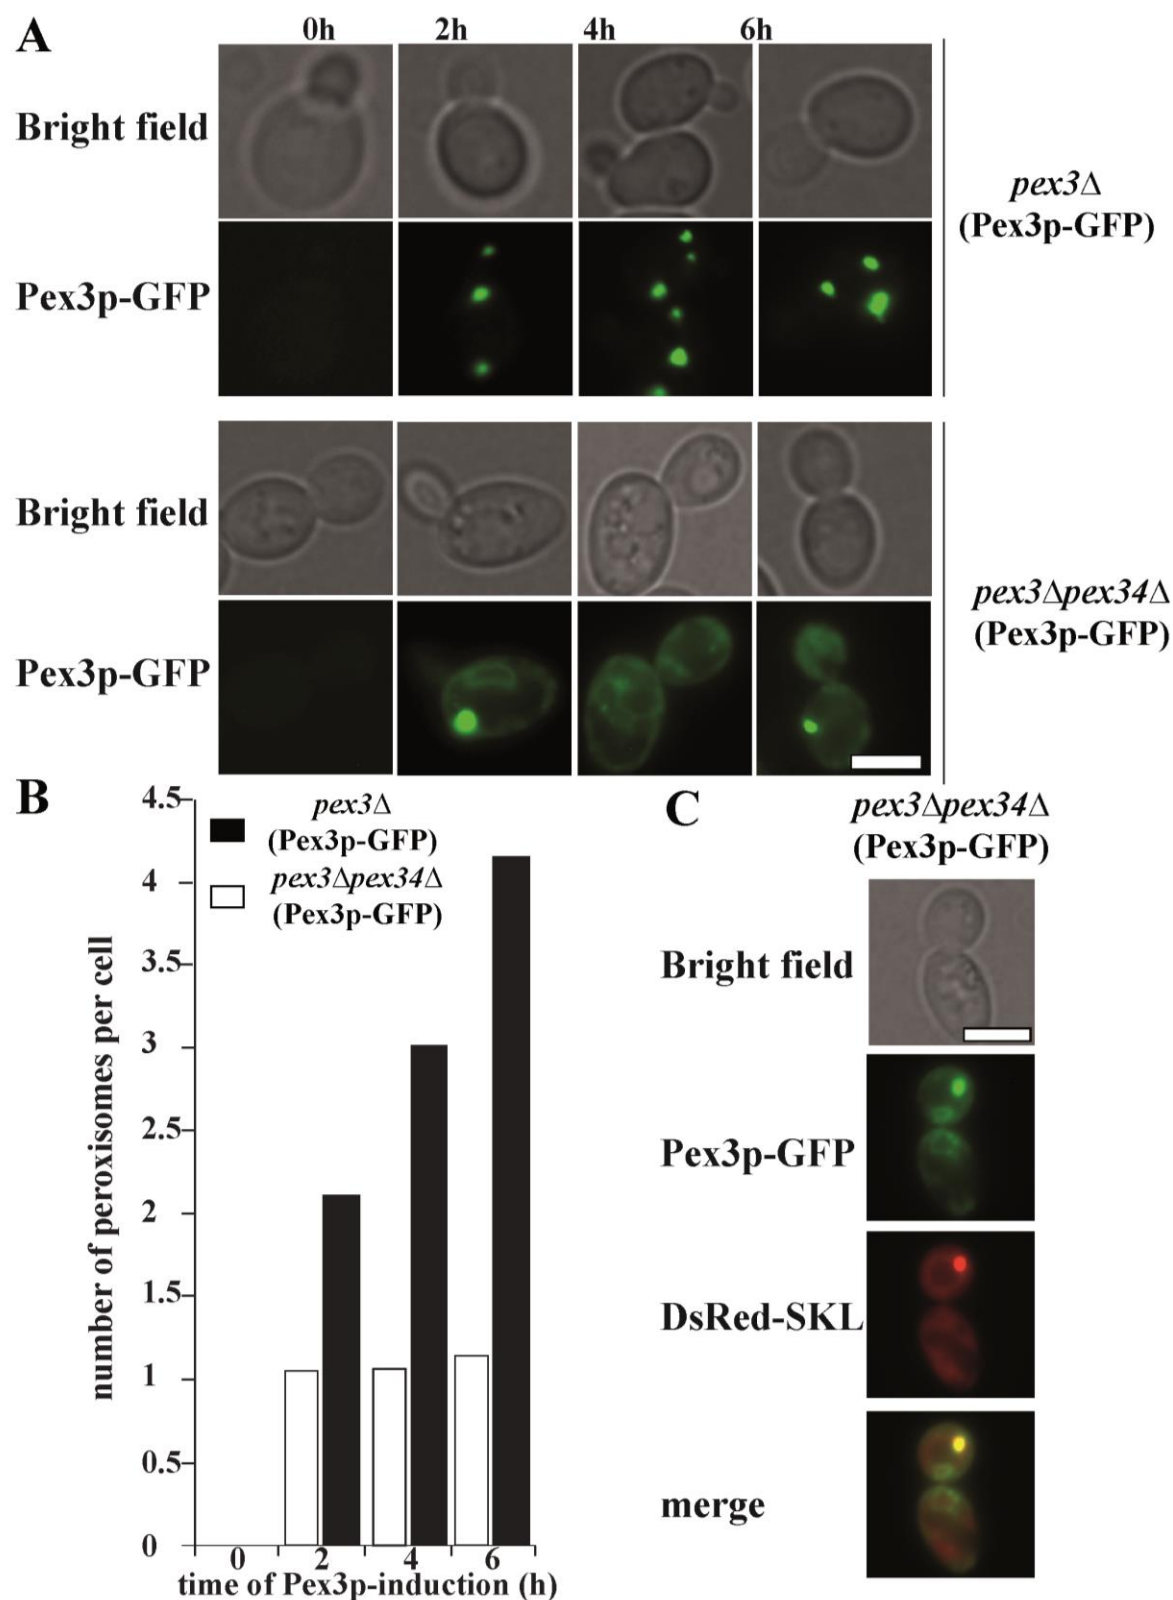 A
0h 2h 4h 6h
Bright field
pex3Δ
(Pex3p-GFP)
Pex3p-GFP
Bright field
pex3Δpex34Δ
(Pex3p-GFP)
Pex3p-GFP
B
4.5
4
3.5
3
2.5
2
1.5
1
0.5
0
number of peroxisomes per cell
pex3Δ
(Pex3p-GFP)
pex3Δpex34Δ
(Pex3p-GFP)
0 2 4 6
time of Pex3p-induction (h)
C
pex3Δpex34Δ
(Pex3p-GFP)
Bright field
Pex3p-GFP
DsRed-SKL
merge